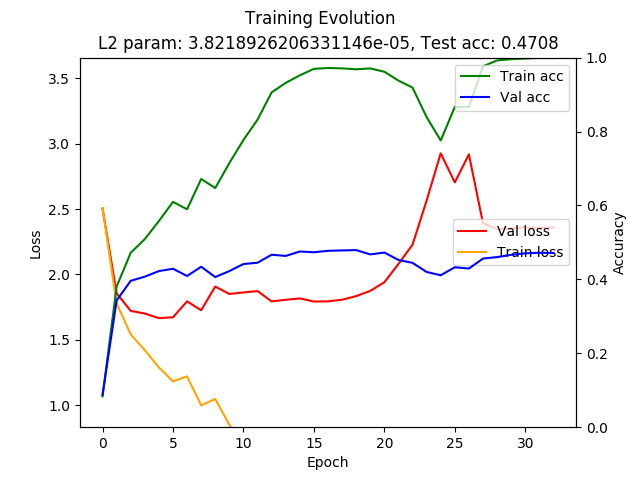 Training Evolution
L2 param: 3.8218926206331146e-05, Test acc: 0.4708
3.5
3.0
2.5
2.0
1.5
1.0
Loss
1.0
0.8
0.6
0.4
0.2
0.0
Accuracy
Train acc
Val acc
Val loss
Train loss
0
5
10
15
20
25
30
Epoch